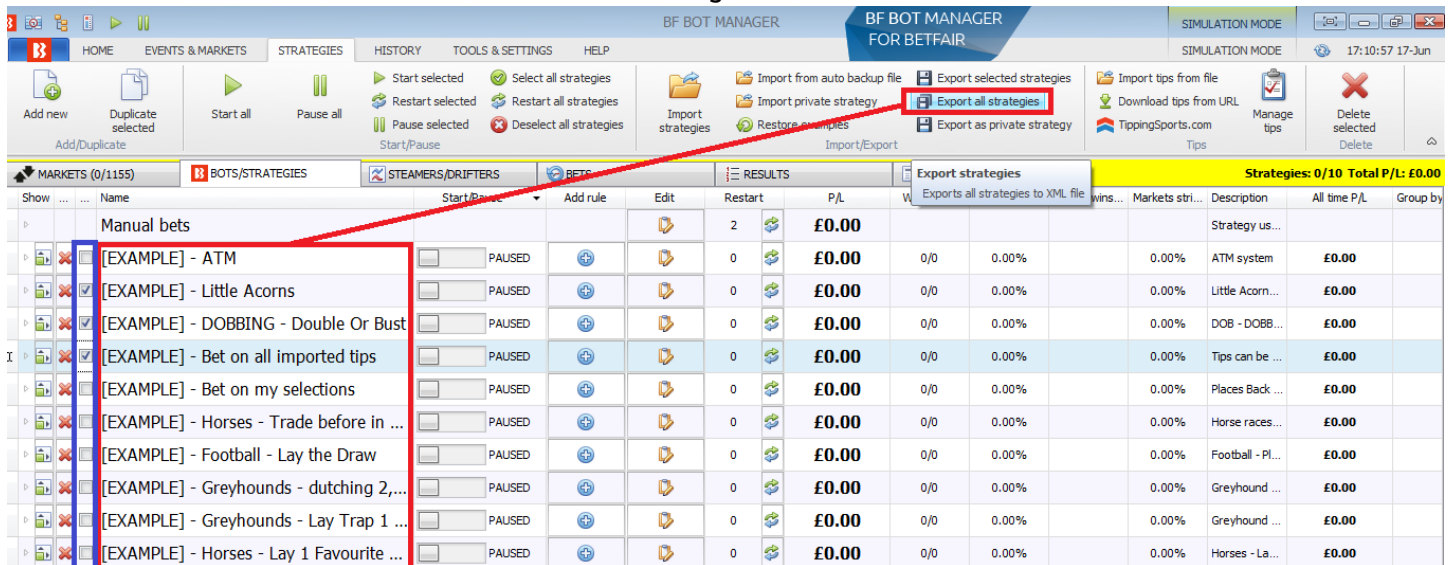 BF BOT MANAGER
BF BOT MANAGER
FOR BETFAIR
SIMULATION MODE
HOME EVENTS & MARKETS STRATEGIES HISTORY TOOLS & SETTINGS HELP
SIMULATION MODE 17:10:57 17-Jun
Start selected Select all strategies
Import from auto backup file Export selected strategies Import tips from file
Add new Duplicate selected Start all Pause all
Restart selected Restart all strategies
Import strategies
Import private strategy Export all strategies Download tips from URL
Manage tips Delete selected
Pause selected Deselect all strategies
Restore examples Export as private strategy TippingSports.com
Add/Duplicate Start/Pause Import/Export Tips Delete
MARKETS (0/1155) BOTS/STRATEGIES STEAMERS/DRIFTERS BETS RESULTS Strategies: 0/10 Total P/L: £0.00
Export strategies
Exports all strategies to XML file
Show ... ... Name Start/Pause Add rule Edit Restart P/L W wins... Markets stri... Description All time P/L Group by
Manual bets 2 £0.00 Strategy us...
[EXAMPLE] - ATM PAUSED 0 £0.00 0/0 0.00% 0.00% ATM system £0.00
[EXAMPLE] - Little Acorns PAUSED 0 £0.00 0/0 0.00% 0.00% Little Acorn... £0.00
[EXAMPLE] - DOBBING - Double Or Bust PAUSED 0 £0.00 0/0 0.00% 0.00% DOB - DOBB... £0.00
[EXAMPLE] - Bet on all imported tips PAUSED 0 £0.00 0/0 0.00% 0.00% Tips can be ... £0.00
[EXAMPLE] - Bet on my selections PAUSED 0 £0.00 0/0 0.00% 0.00% Places Back ... £0.00
[EXAMPLE] - Horses - Trade before in ... PAUSED 0 £0.00 0/0 0.00% 0.00% Horse races... £0.00
[EXAMPLE] - Football - Lay the Draw PAUSED 0 £0.00 0/0 0.00% 0.00% Football - Pl... £0.00
[EXAMPLE] - Greyhounds - dutching 2,... PAUSED 0 £0.00 0/0 0.00% 0.00% Greyhound ... £0.00
[EXAMPLE] - Greyhounds - Lay Trap 1 ... PAUSED 0 £0.00 0/0 0.00% 0.00% Greyhound ... £0.00
[EXAMPLE] - Horses - Lay 1 Favourite ... PAUSED 0 £0.00 0/0 0.00% 0.00% Horses - La... £0.00